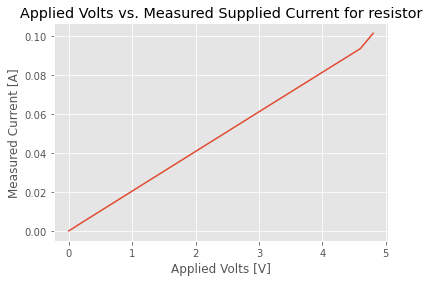 Applied Volts vs. Measured Supplied Current for resistor
0.10
0.08
0.06
0.04
0.02
0.00
Measured Current [A]
0 1 2 3 4 5
Applied Volts [V]